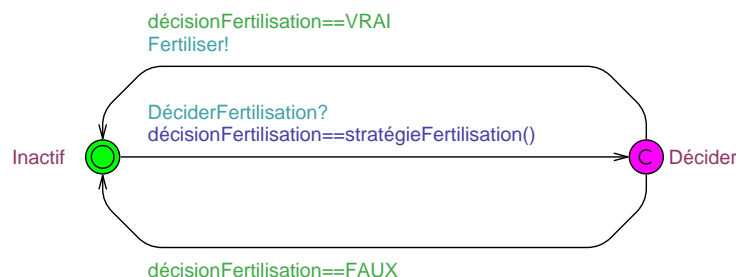 décisionFertilisation==VRAI
Fertiliser!
DéciderFertilisation?
décisionFertilisation==stratégieFertilisation()
Inactif
C
Décider
décisionFertilisation==FAUX